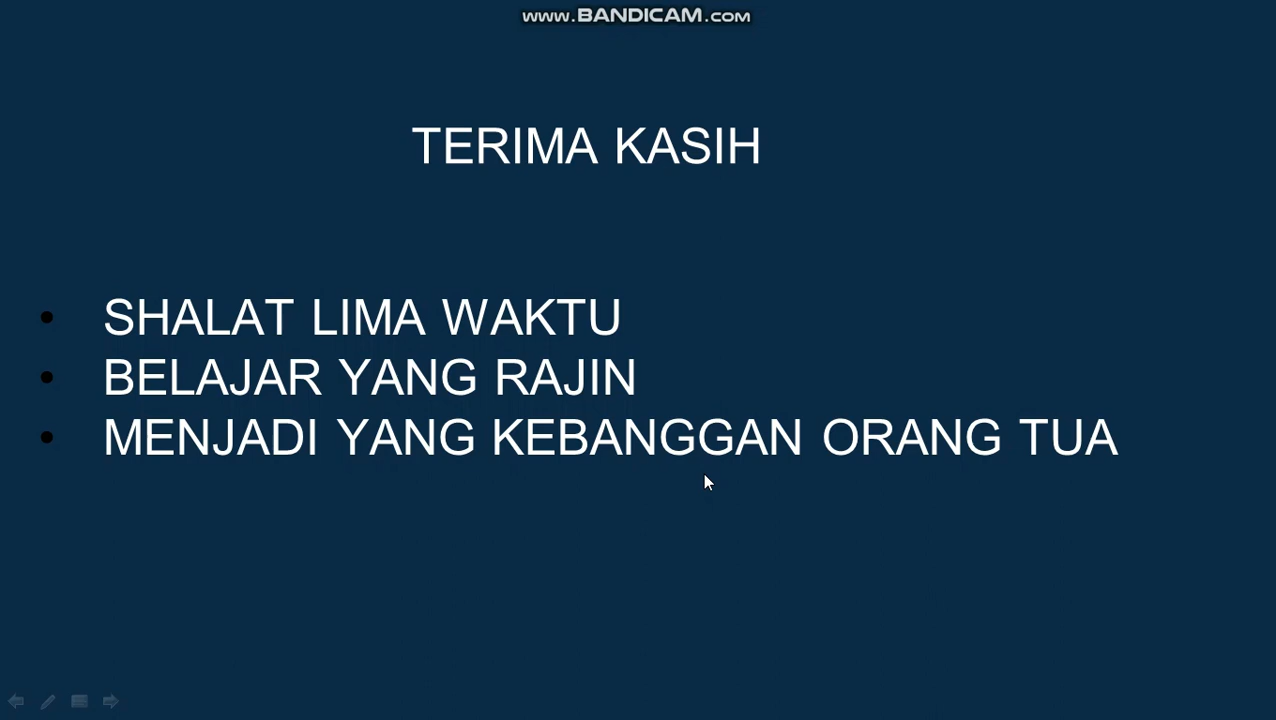 www.BANDICAM.com
TERIMA KASIH
• SHALAT LIMA WAKTU
• BELAJAR YANG RAJIN
• MENJADI YANG KEBANGGAN ORANG TUA